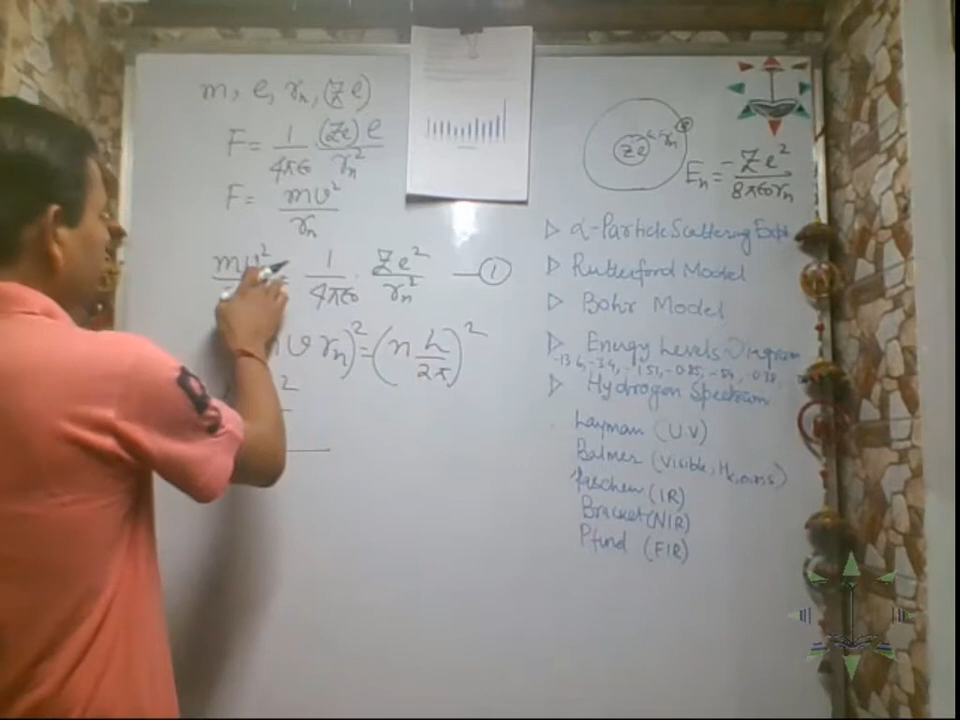 m, e, rₙ, (Ze)
F = 1/4πε₀ (Ze)e/rₙ²
F = mv²/rₙ
mv² 1/4πε₀ · Ze²/rₙ² — ①
v rₙ)² = (n h/2π)²
2
Ze
e
rₙ
Eₙ = -Ze²/8πε₀rₙ
▷ α-Particle Scattering Expt
▷ Rutherford Model
▷ Bohr Model
▷ Energy Levels Diagram
-13.6, -3.4, -1.51, -0.85, -.54, -0.38
▷ Hydrogen Spectrum
Layman (U.V)
Balmer (Visible,
Paschen (IR)
Bracket (NIR)
Pfund (FIR)